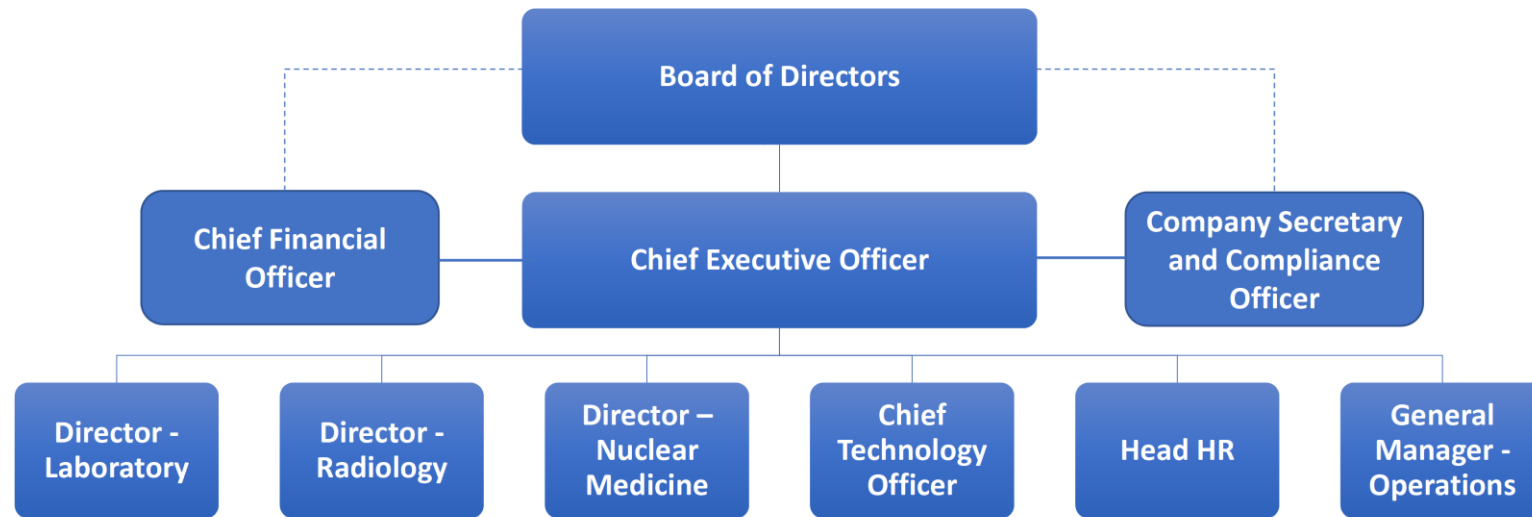 Board of Directors
Chief Financial
Officer
Chief Executive Officer
Company Secretary
and Compliance
Officer
Director -
Laboratory
Director -
Radiology
Director –
Nuclear
Medicine
Chief
Technology
Officer
Head HR
General
Manager -
Operations